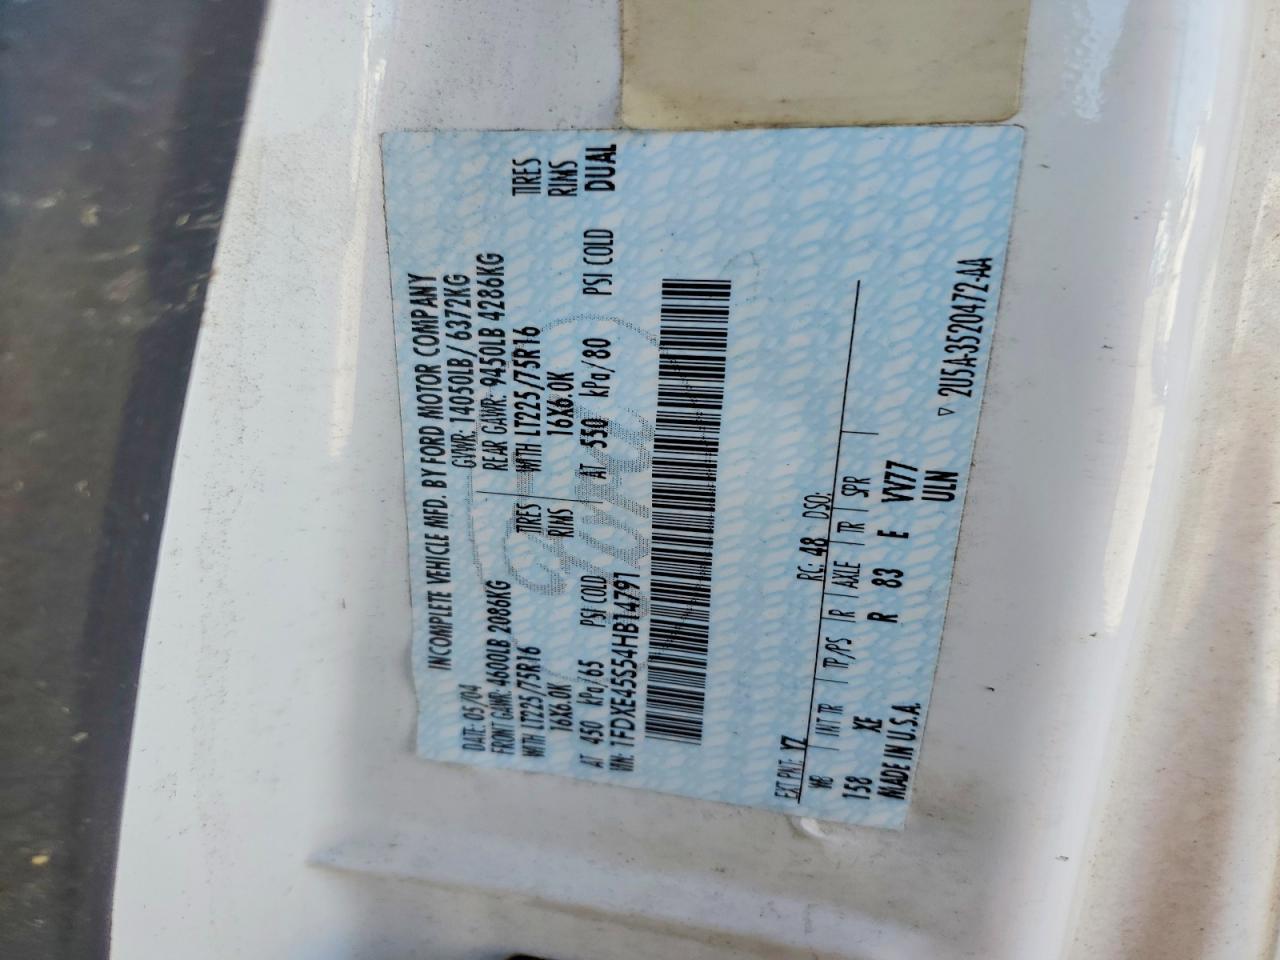 INCOMPLETE VEHICLE MFD. BY FORD MOTOR COMPANY
DATE: 05/04 GVWR: 14050LB/ 6372KG
FRONT GAWR: 4600LB 2086KG REAR GAWR: 9450LB 4286KG
WITH LT225/75R16 TIRES WITH LT225/75R16 TIRES
16X6.0K RIMS 16X6.0K RIMS
AT 450 kPa/65 PSI COLD AT 550 kPa/80 PSI COLD DUAL
VIN: 1FDXE45S54HB14791
Ford
EXT PNT: YZ RC: 48 DSO:
WB INT TR TP/PS R AXLE TR SPR
158 XE R 83 E VV77
MADE IN U.S.A. UIN
▽ 2U5A-3520472-AA